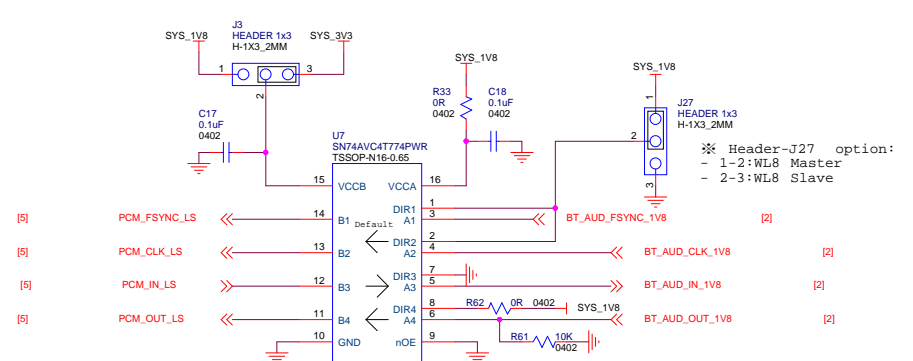 J3
HEADER 1x3
H-1X3_2MM
SYS_1V8
SYS_3V3
1
3
2
C17
0.1uF
0402
SYS_1V8
R33
0R
0402
C18
0.1uF
0402
SYS_1V8
1
J27
HEADER 1x3
H-1X3_2MM
2
3
※ Header-J27 option:
- 1-2:WL8 Master
- 2-3:WL8 Slave
U7
SN74AVC4T774PWR
TSSOP-N16-0.65
15 VCCB VCCA 16
DIR1 1
[5] PCM_FSYNC_LS 14 B1 A1 3 BT_AUD_FSYNC_1V8 [2]
Default
DIR2 2
[5] PCM_CLK_LS 13 B2 A2 4 BT_AUD_CLK_1V8 [2]
DIR3 7
[5] PCM_IN_LS 12 B3 A3 5 BT_AUD_IN_1V8 [2]
DIR4 8 R62 0R 0402 SYS_1V8
[5] PCM_OUT_LS 11 B4 A4 6 BT_AUD_OUT_1V8 [2]
10 GND nOE 9
R61 10K
0402